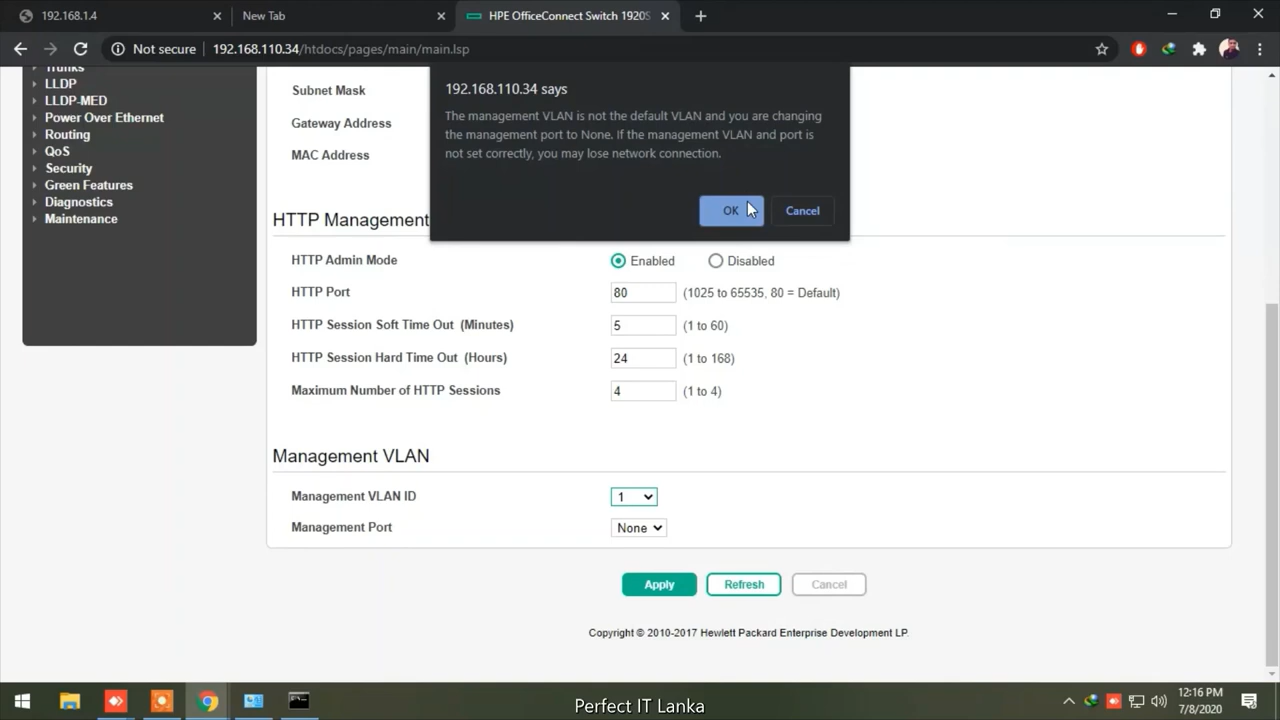 192.168.1.4
New Tab
HPE OfficeConnect Switch 1920S
Not secure
192.168.110.34/htdocs/pages/main/main.lsp
Trunks
LLDP
LLDP-MED
Power Over Ethernet
Routing
QoS
Security
Green Features
Diagnostics
Maintenance
192.168.110.34 says
The management VLAN is not the default VLAN and you are changing
the management port to None. If the management VLAN and port is
not set correctly, you may lose network connection.
OK
Cancel
Subnet Mask
Gateway Address
MAC Address
HTTP Management
HTTP Admin Mode Enabled Disabled
HTTP Port 80 (1025 to 65535, 80 = Default)
HTTP Session Soft Time Out (Minutes) 5 (1 to 60)
HTTP Session Hard Time Out (Hours) 24 (1 to 168)
Maximum Number of HTTP Sessions 4 (1 to 4)
Management VLAN
Management VLAN ID 1
Management Port None
Apply Refresh Cancel
Copyright © 2010-2017 Hewlett Packard Enterprise Development LP.
Perfect IT Lanka
12:16 PM
7/8/2020